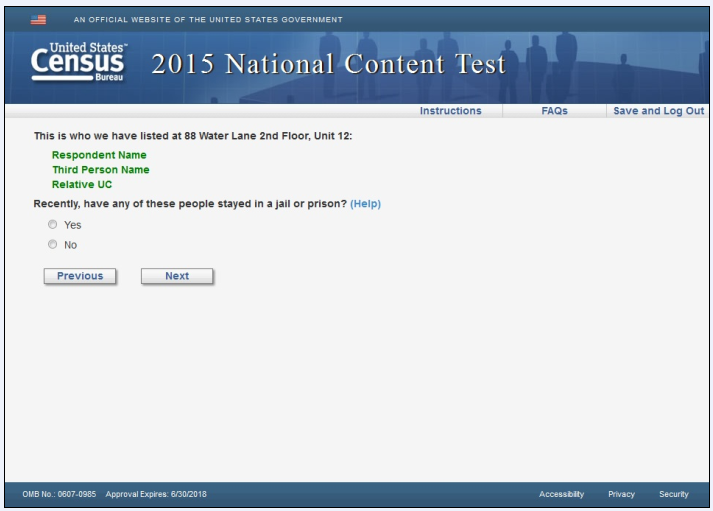 AN OFFICIAL WEBSITE OF THE UNITED STATES GOVERNMENT
United States™
Census
Bureau
2015 National Content Test
Instructions FAQs Save and Log Out
This is who we have listed at 88 Water Lane 2nd Floor, Unit 12:
Respondent Name
Third Person Name
Relative UC
Recently, have any of these people stayed in a jail or prison? (Help)
Yes
No
Previous Next
OMB No.: 0607-0985 Approval Expires: 6/30/2018 Accessibility Privacy Security